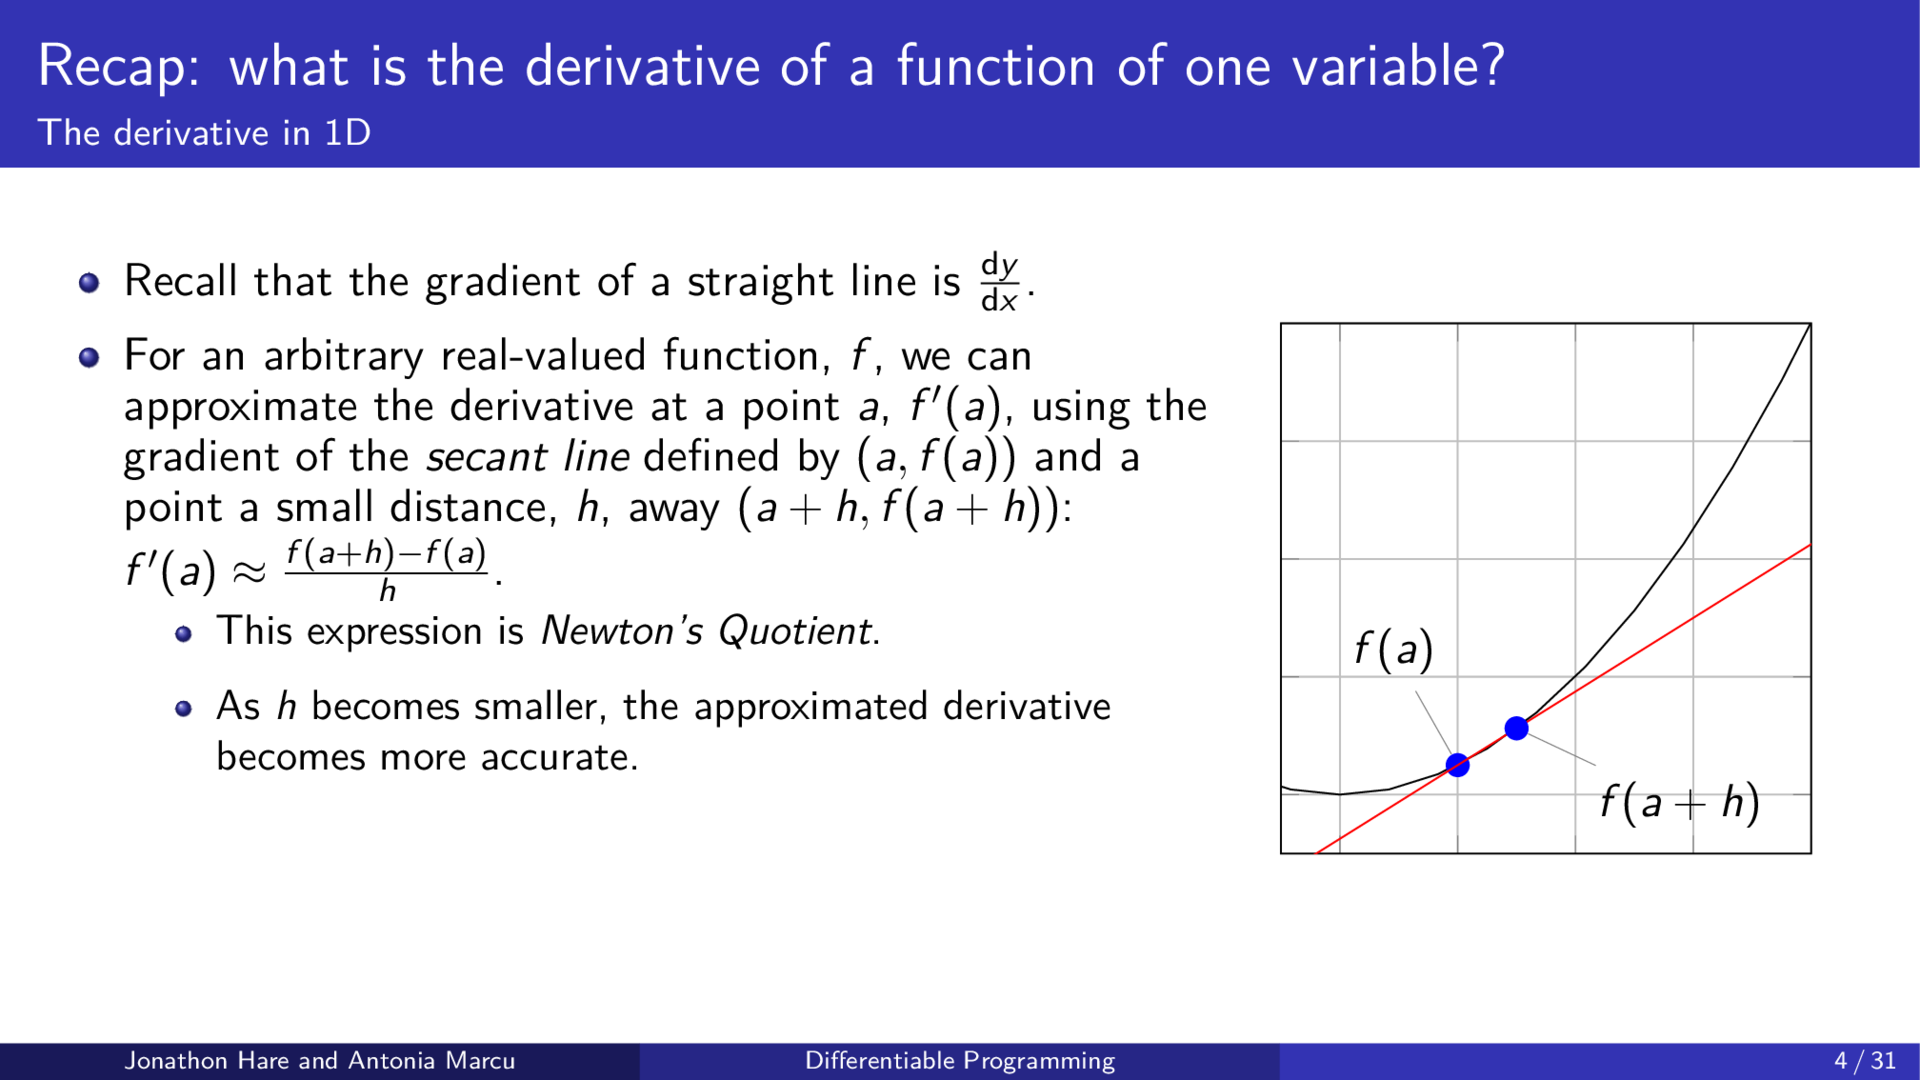 Recap: what is the derivative of a function of one variable?
The derivative in 1D
Recall that the gradient of a straight line is dy/dx.
For an arbitrary real-valued function, f, we can
approximate the derivative at a point a, f′(a), using the
gradient of the secant line defined by (a, f(a)) and a
point a small distance, h, away (a + h, f(a + h)):
f′(a) ≈ f(a+h)−f(a)/h.
This expression is Newton's Quotient.
As h becomes smaller, the approximated derivative
becomes more accurate.
f(a)
f(a + h)
Jonathon Hare and Antonia Marcu
Differentiable Programming
4 / 31